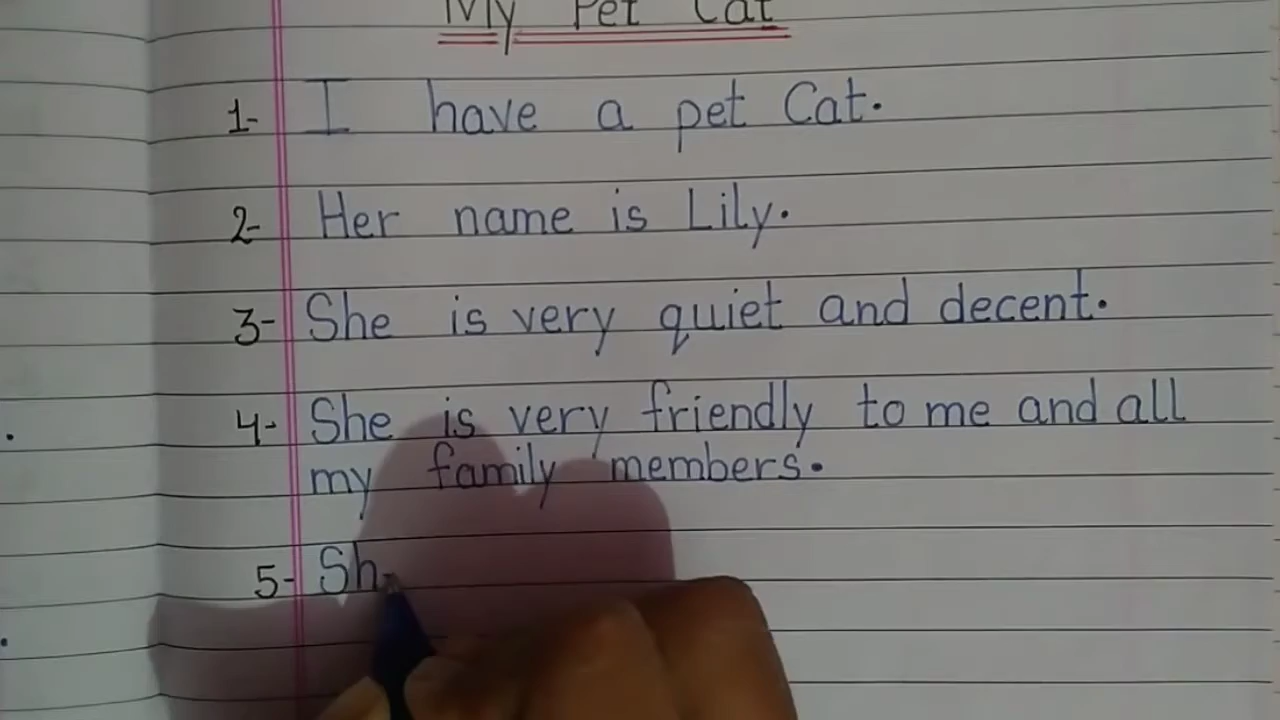 My Pet Cat
1- I have a pet Cat.
2- Her name is Lily.
3- She is very quiet and decent.
4- She is very friendly to me and all
my family members.
5- Sh